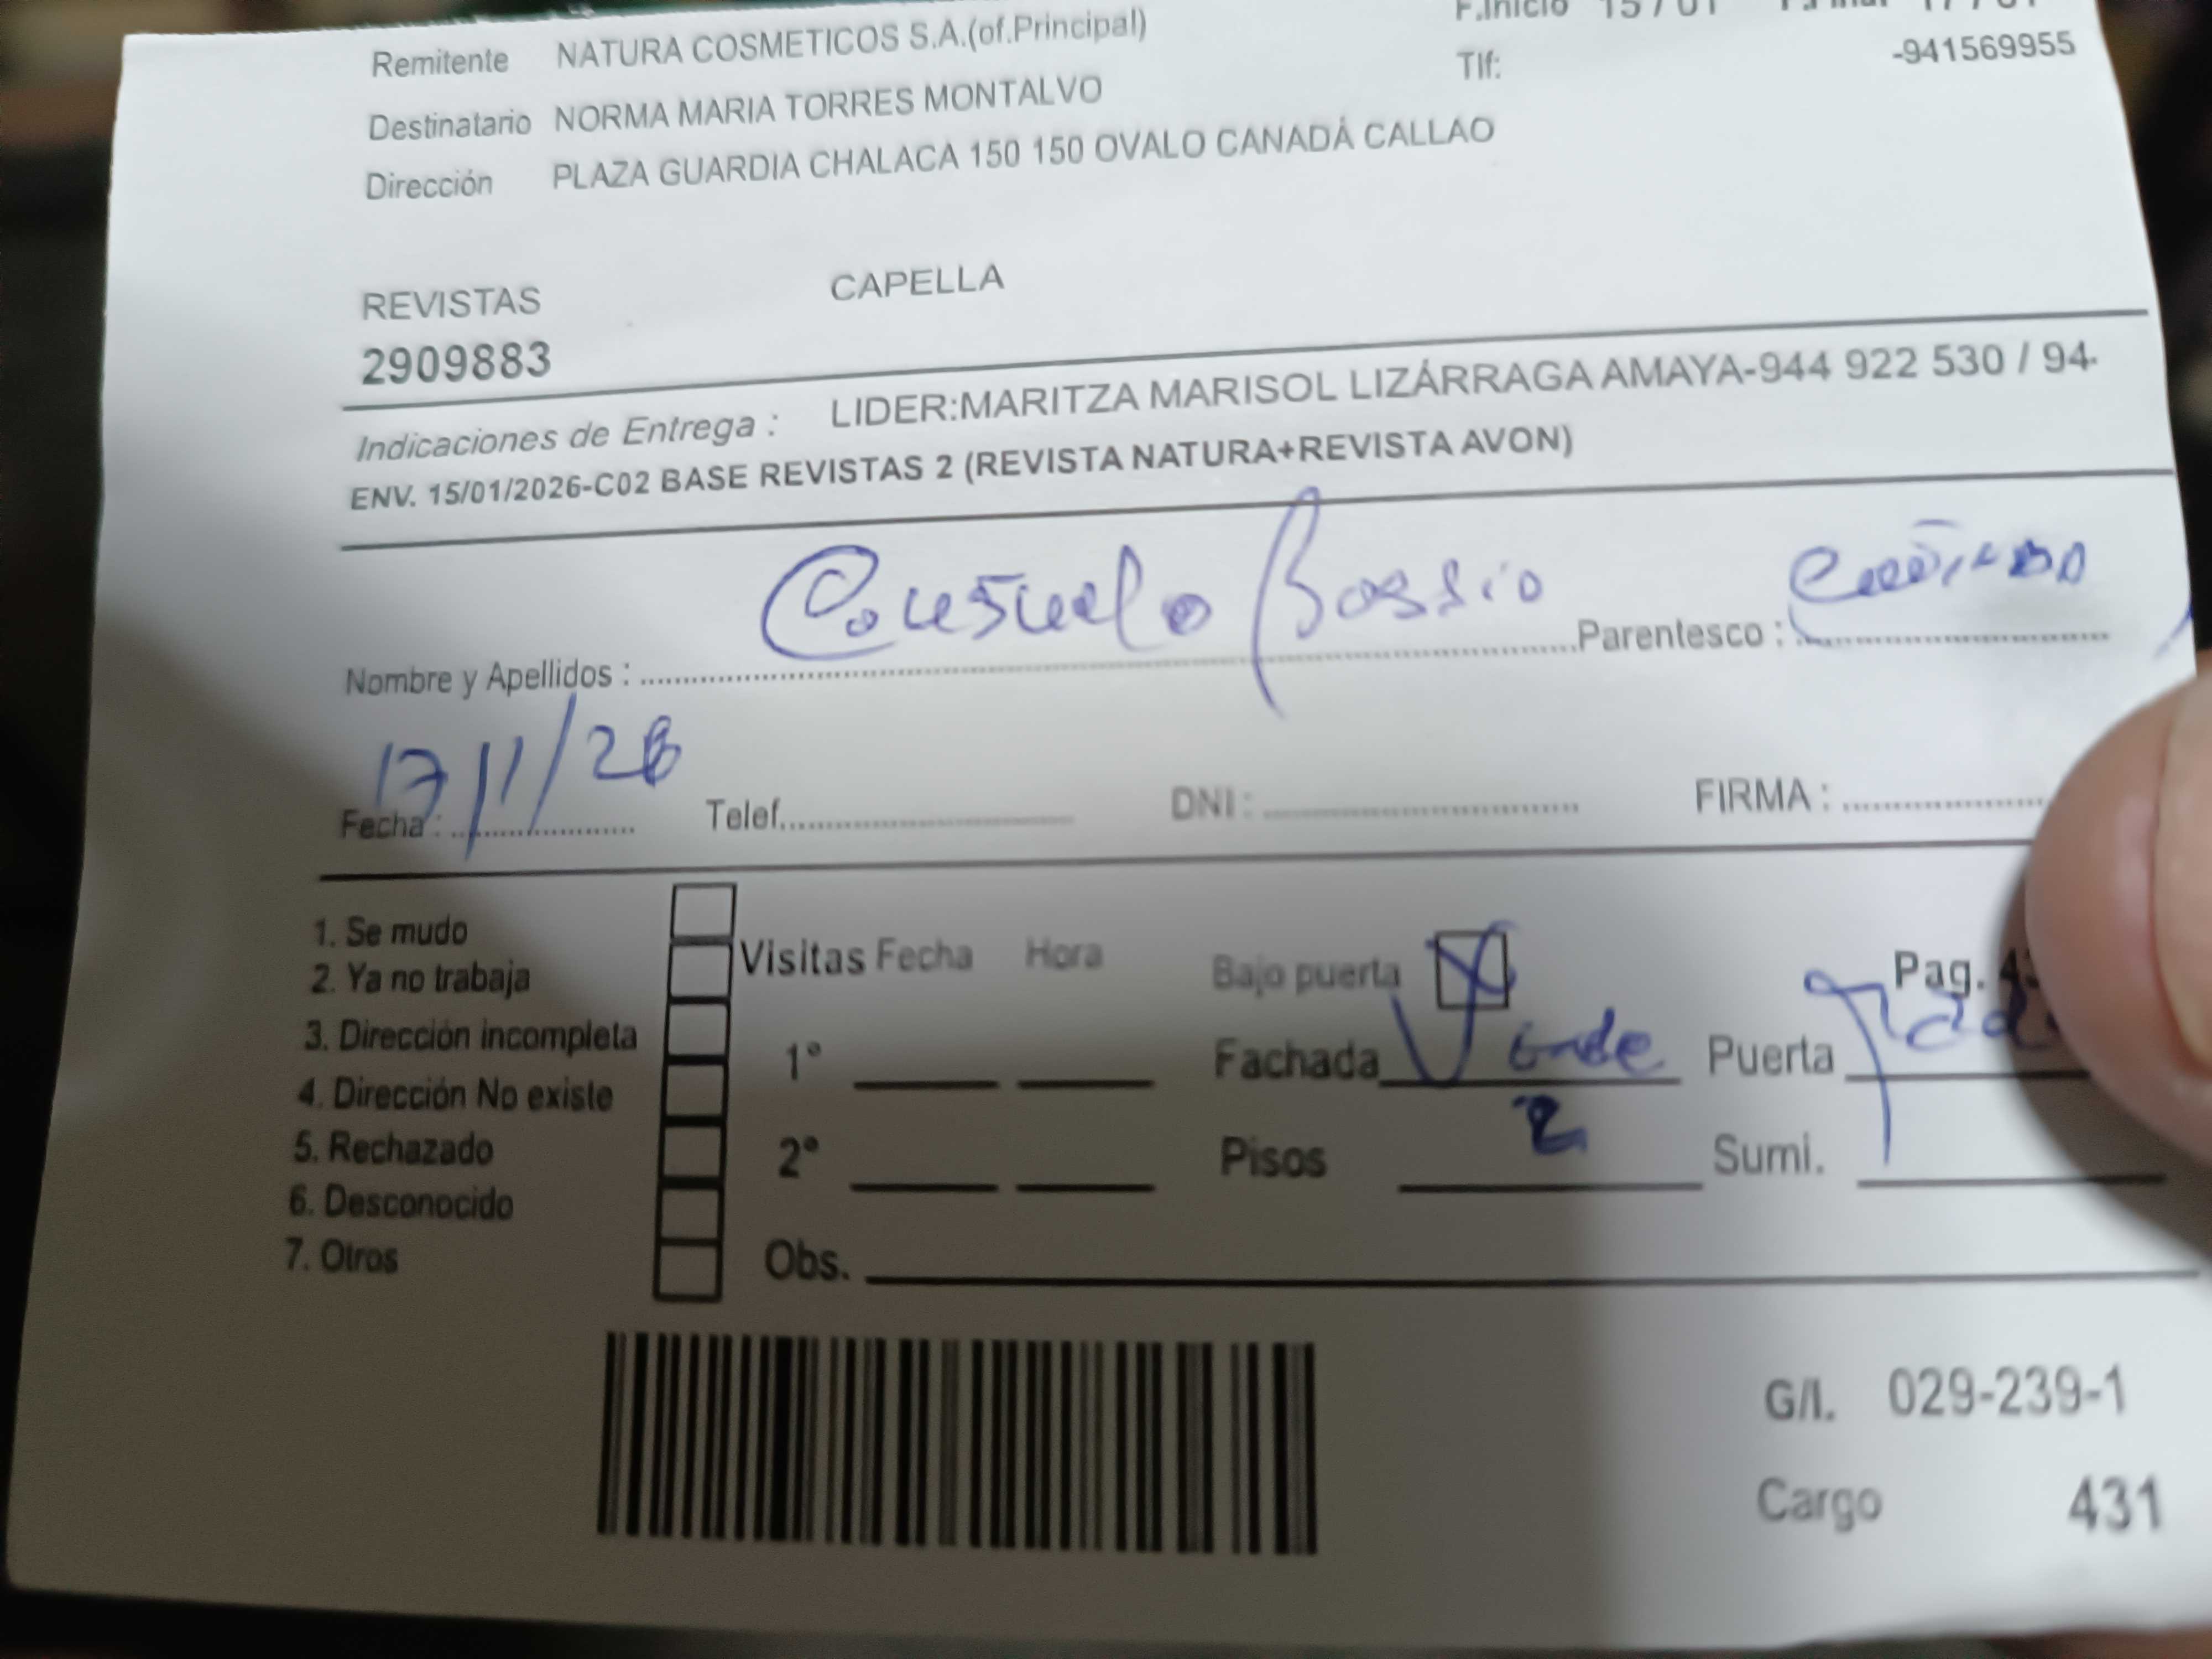 F.Inicio 15 / 01
Remitente NATURA COSMETICOS S.A.(of.Principal) Tlf: -941569955
Destinatario NORMA MARIA TORRES MONTALVO
Dirección PLAZA GUARDIA CHALACA 150 150 OVALO CANADÁ CALLAO
REVISTAS CAPELLA
2909883
Indicaciones de Entrega : LIDER:MARITZA MARISOL LIZÁRRAGA AMAYA-944 922 530 / 94
ENV. 15/01/2026-C02 BASE REVISTAS 2 (REVISTA NATURA+REVISTA AVON)
Nombre y Apellidos : Consuelo Bossio Parentesco :
Fecha : 17/1/26 Telef. DNI : FIRMA :
1. Se mudo
2. Ya no trabaja
3. Dirección incompleta
4. Dirección No existe
5. Rechazado
6. Desconocido
7. Otros
Visitas Fecha Hora
1°
2°
Obs.
Bajo puerta Pag.
Fachada Verde Puerta
Pisos 2 Sumi.
G/I. 029-239-1
Cargo 431